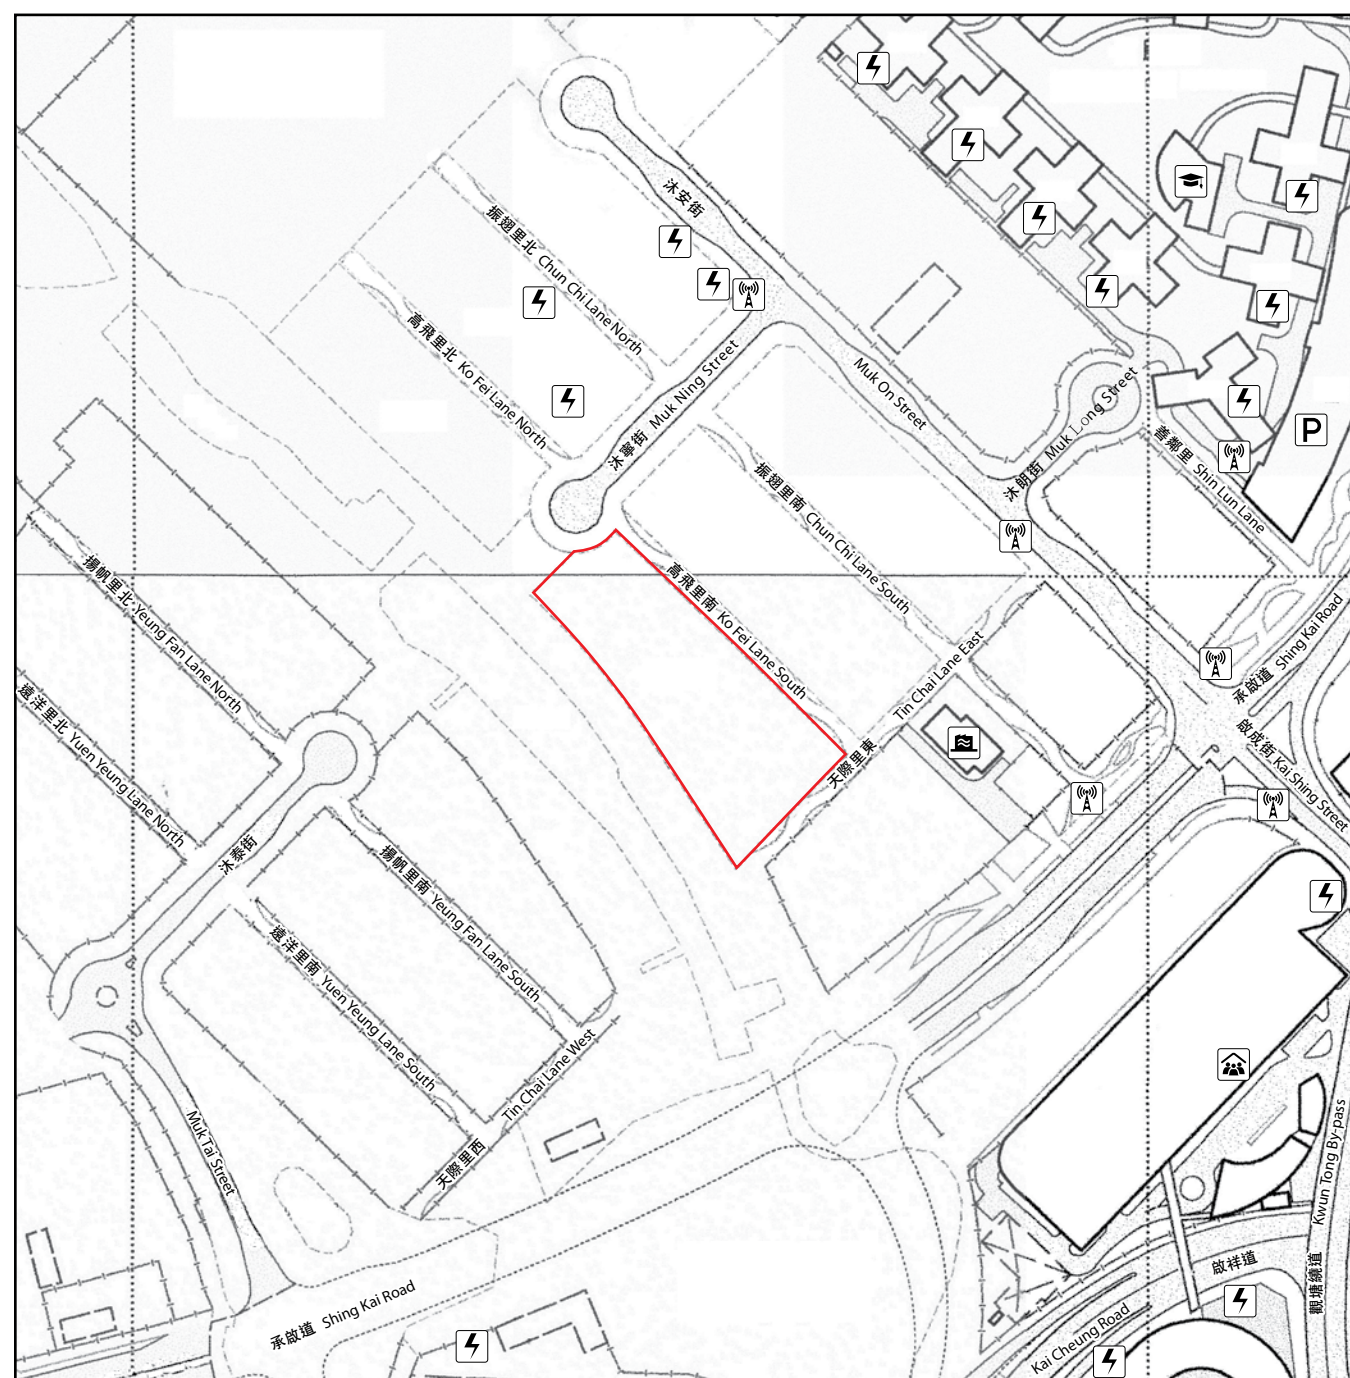 沐安街
振翅里北 Chun Chi Lane North
高飛里北 Ko Fei Lane North
沐寧街 Muk Ning Street
Muk On Street
沐朗街 Muk Long Street
善鄰里 Shin Lun Lane
P
振翅里南 Chun Chi Lane South
高飛里南 Ko Fei Lane South
揚帆里北 Yeung Fan Lane North
遠洋里北 Yuen Yeung Lane North
天際里東 Tin Chai Lane East
承啟道 Shing Kai Road
啟成街 Kai Shing Street
沐泰街
揚帆里南 Yeung Fan Lane South
遠洋里南 Yuen Yeung Lane South
天際里西 Tin Chai Lane West
Muk Tai Street
承啟道 Shing Kai Road
啟祥道
Kai Cheung Road
觀塘繞道 Kwun Tong By-pass